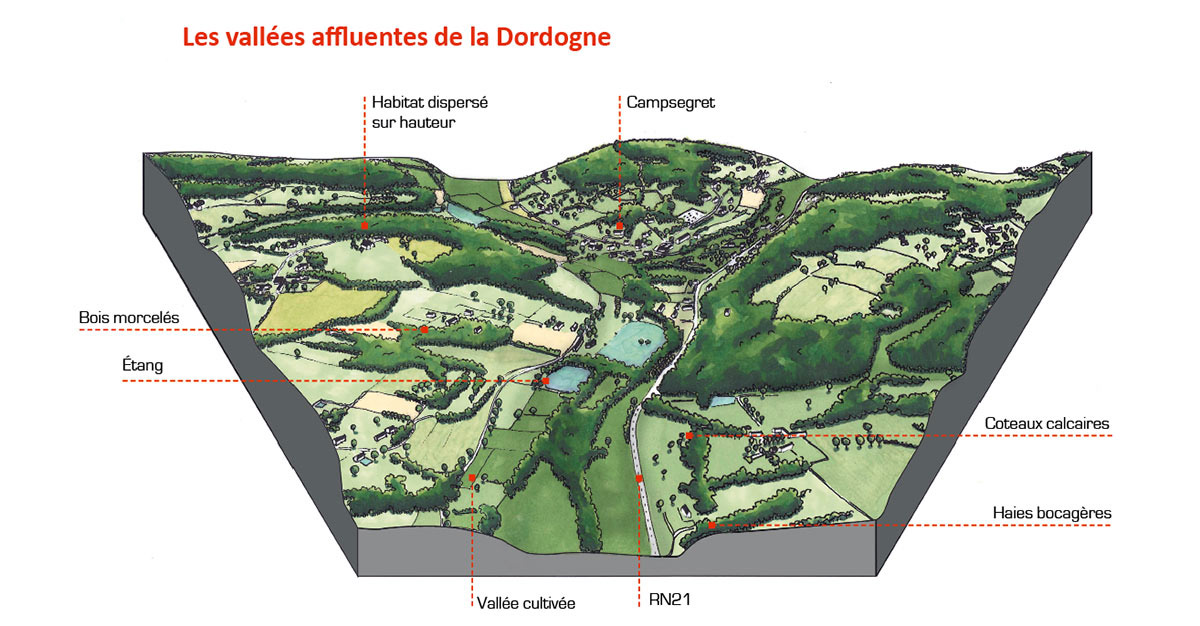 Les vallées affluentes de la Dordogne
Habitat dispersé
sur hauteur
Campsegret
Bois morcelés
Étang
Coteaux calcaires
Haies bocagères
Vallée cultivée
RN21